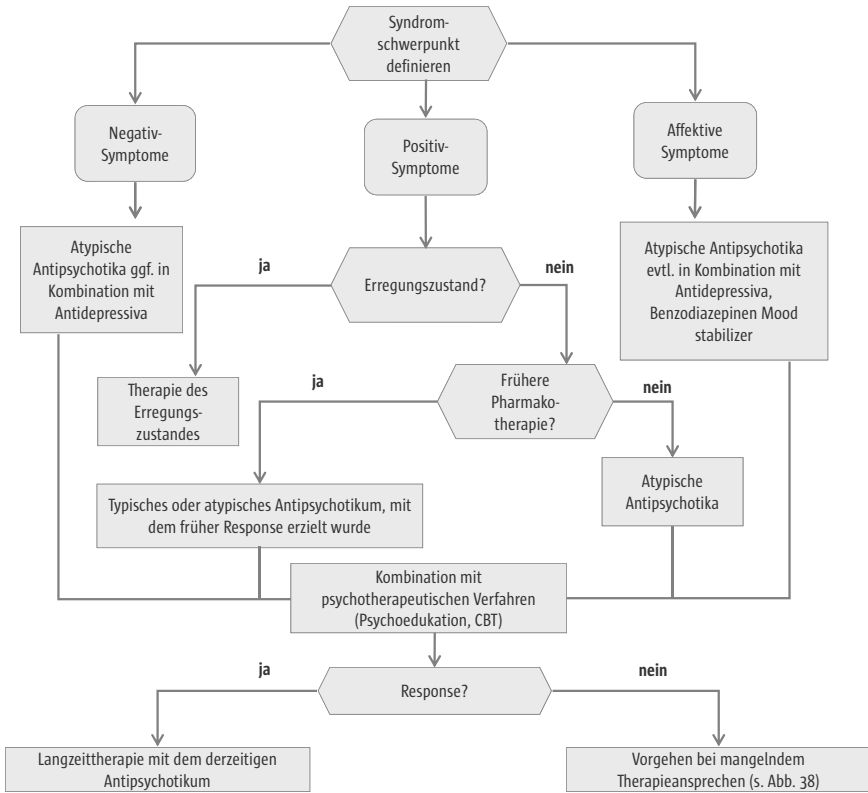 Syndrom-
schwerpunkt
definieren
Negativ-
Symptome
Positiv-
Symptome
Affektive
Symptome
Atypische
Antipsychotika ggf. in
Kombination mit
Antidepressiva
ja
Erregungszustand?
nein
Atypische Antipsychotika
evtl. in Kombination mit
Antidepressiva,
Benzodiazepinen Mood
stabilizer
Therapie des
Erregungs-
zustandes
ja
Frühere
Pharmako-
therapie?
nein
Typisches oder atypisches Antipsychotikum, mit
dem früher Response erzielt wurde
Atypische
Antipsychotika
Kombination mit
psychotherapeutischen Verfahren
(Psychoedukation, CBT)
ja
Response?
nein
Langzeittherapie mit dem derzeitigen
Antipsychotikum
Vorgehen bei mangelndem
Therapieansprechen (s. Abb. 38)